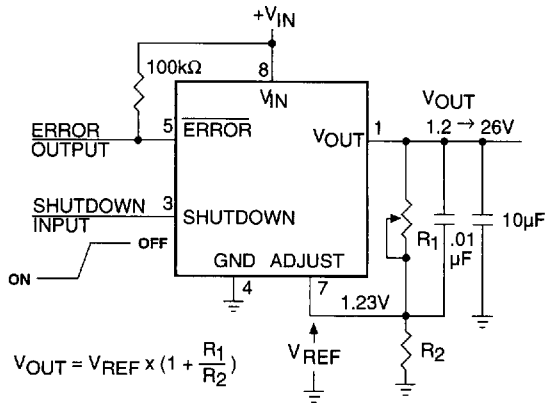 +VIN
100kΩ
8
VIN
ERROR
OUTPUT
5
ERROR
VOUT
1
VOUT
1.2 → 26V
SHUTDOWN
INPUT
3
SHUTDOWN
OFF
ON
R1
.01
µF
10µF
GND
ADJUST
4
7
1.23V
VREF
R2
VOUT = VREF x (1 + R1/R2)